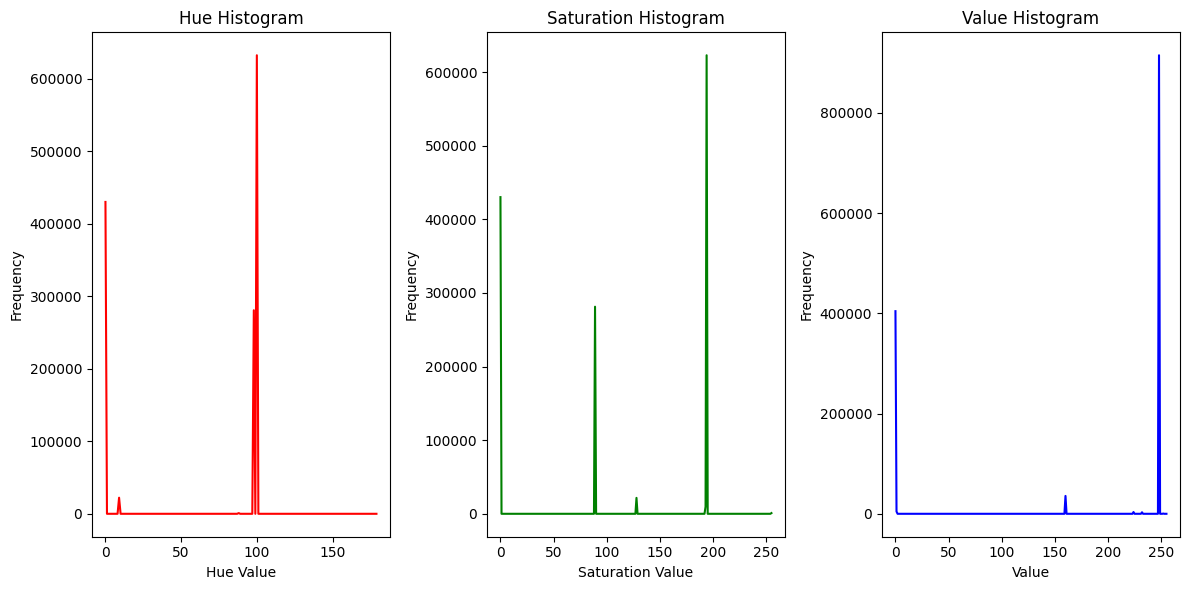 Hue Histogram
600000
500000
400000
300000
200000
100000
0
0 50 100 150
Frequency
Hue Value
Saturation Histogram
600000
500000
400000
300000
200000
100000
0
0 50 100 150 200 250
Frequency
Saturation Value
Value Histogram
800000
600000
400000
200000
0
0 50 100 150 200 250
Frequency
Value